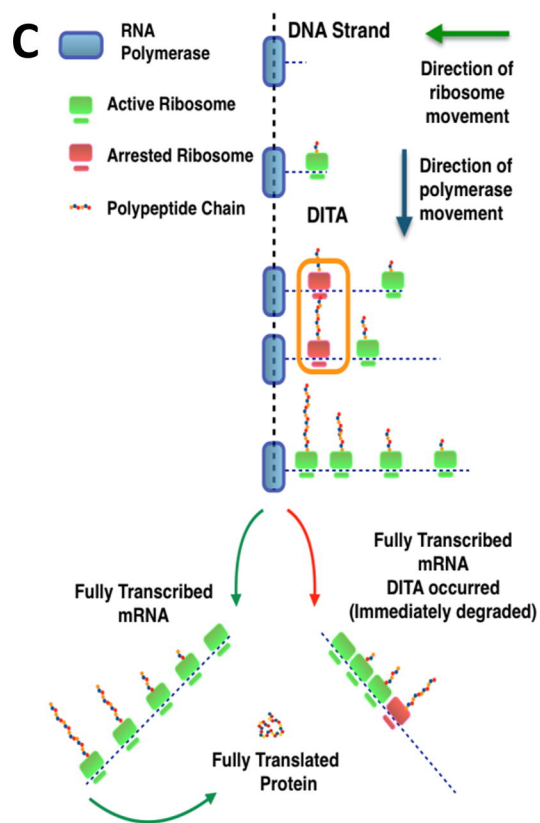 C
RNA
Polymerase
DNA Strand
Direction of
ribosome
movement
Active Ribosome
Arrested Ribosome
Direction of
polymerase
movement
Polypeptide Chain
DITA
Fully Transcribed
mRNA
DITA occurred
(Immediately degraded)
Fully Transcribed
mRNA
Fully Translated
Protein